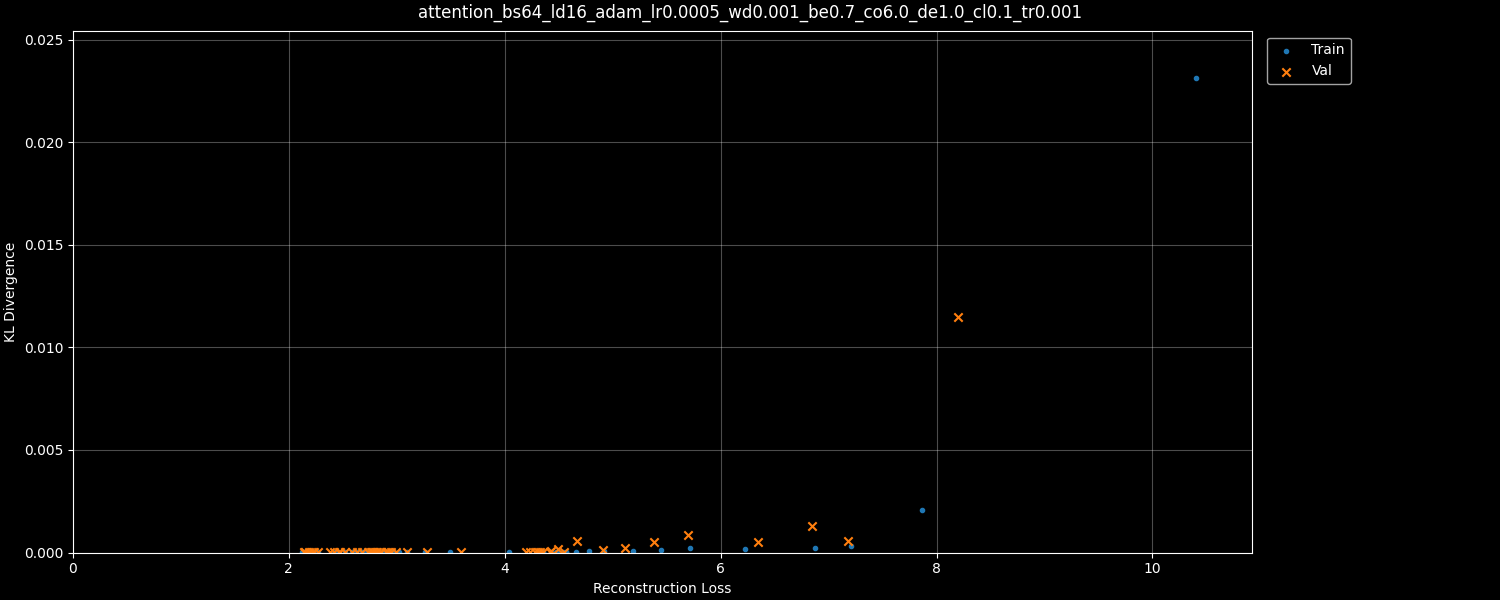 attention_bs64_ld16_adam_lr0.0005_wd0.001_be0.7_co6.0_de1.0_cl0.1_tr0.001
Train
Val
KL Divergence
0.025
0.020
0.015
0.010
0.005
0.000
0 2 4 6 8 10
Reconstruction Loss